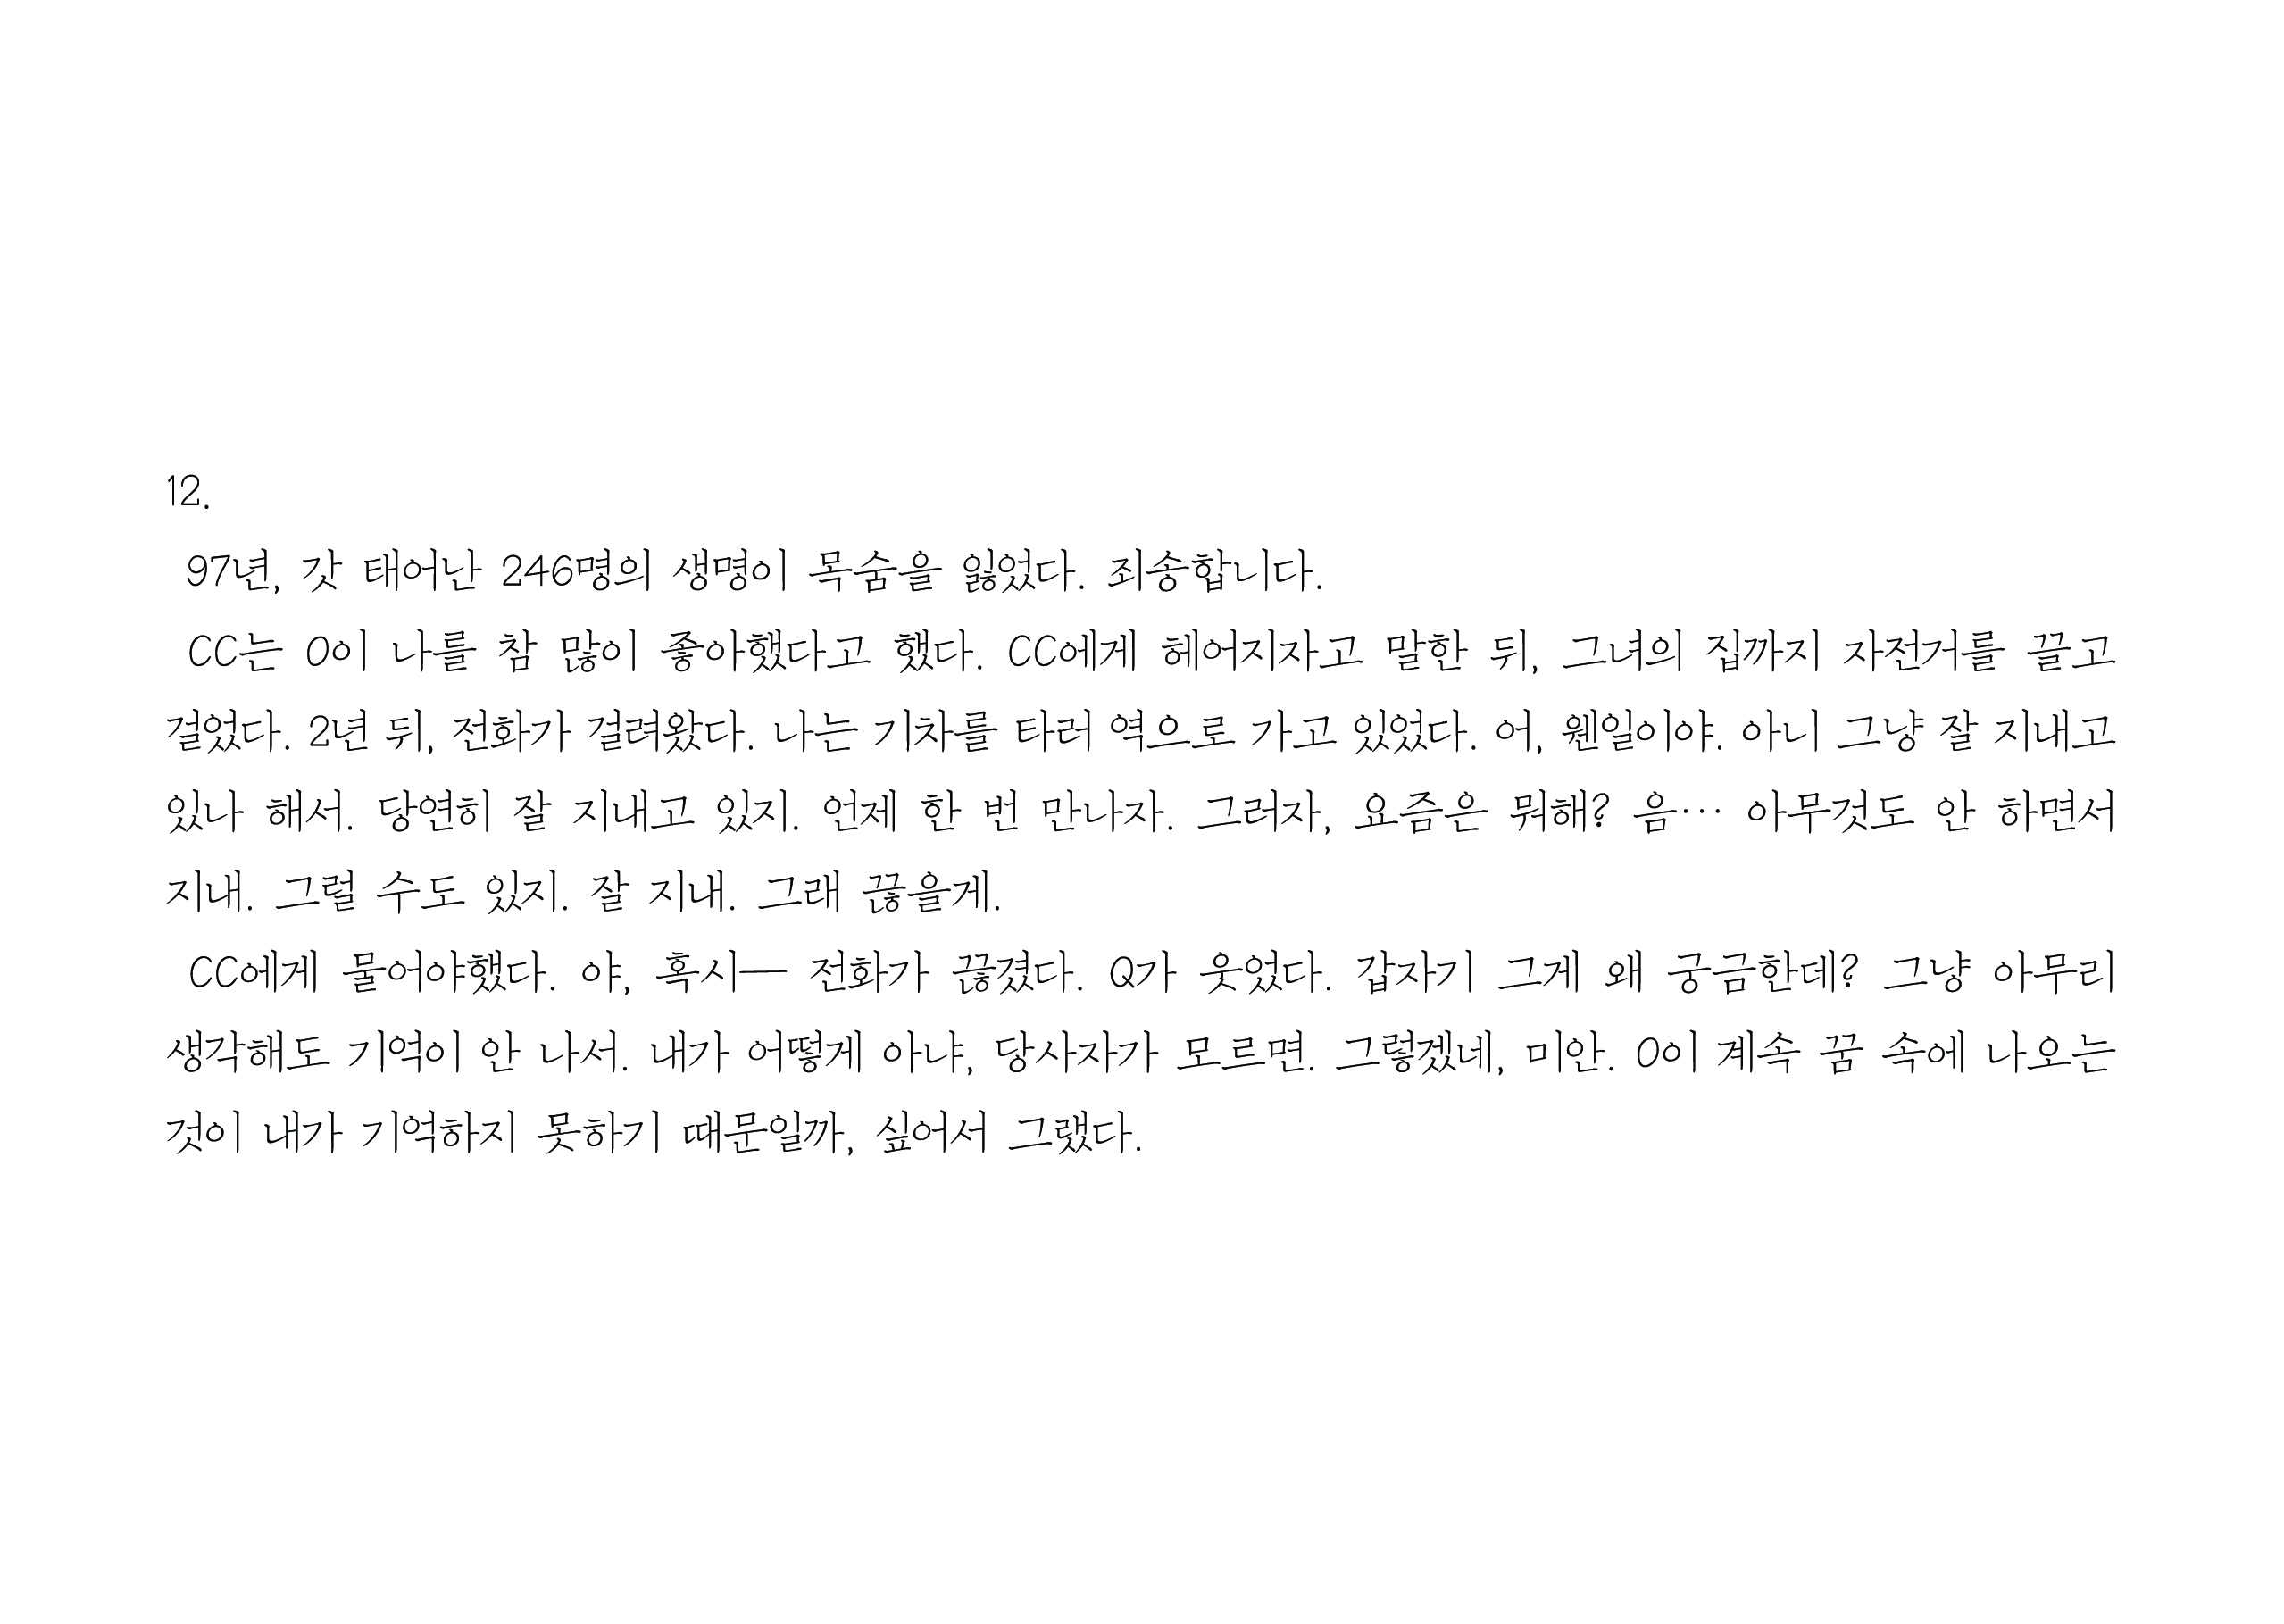 12.
97년, 갓 태어난 246명의 생명이 목숨을 잃었다. 죄송합니다.
CC는 0이 나를 참 많이 좋아했다고 했다. CC에게 헤어지자고 말한 뒤, 그녀의 집까지 자전거를 끌고
걸었다. 2년 뒤, 전화가 걸려왔다. 나는 기차를 타러 역으로 가고 있었다. 어, 웬일이야. 아니 그냥 잘 지내고
있나 해서. 당연히 잘 지내고 있지. 언제 한 번 만나자. 그러자, 요즘은 뭐해? 음… 아무것도 안 하면서
지내. 그럴 수도 있지. 잘 지내. 그래 끊을게.
CC에게 물어야했다. 야, 혹시— 전화가 끊겼다. Q가 웃었다. 갑자기 그게 왜 궁금한데? 그냥 아무리
생각해도 기억이 안 나서. 내가 어떻게 아냐, 당사자가 모르면. 그렇겠네, 미안. 0이 계속 꿈 속에 나오는
것이 내가 기억하지 못하기 때문일까, 싶어서 그랬다.